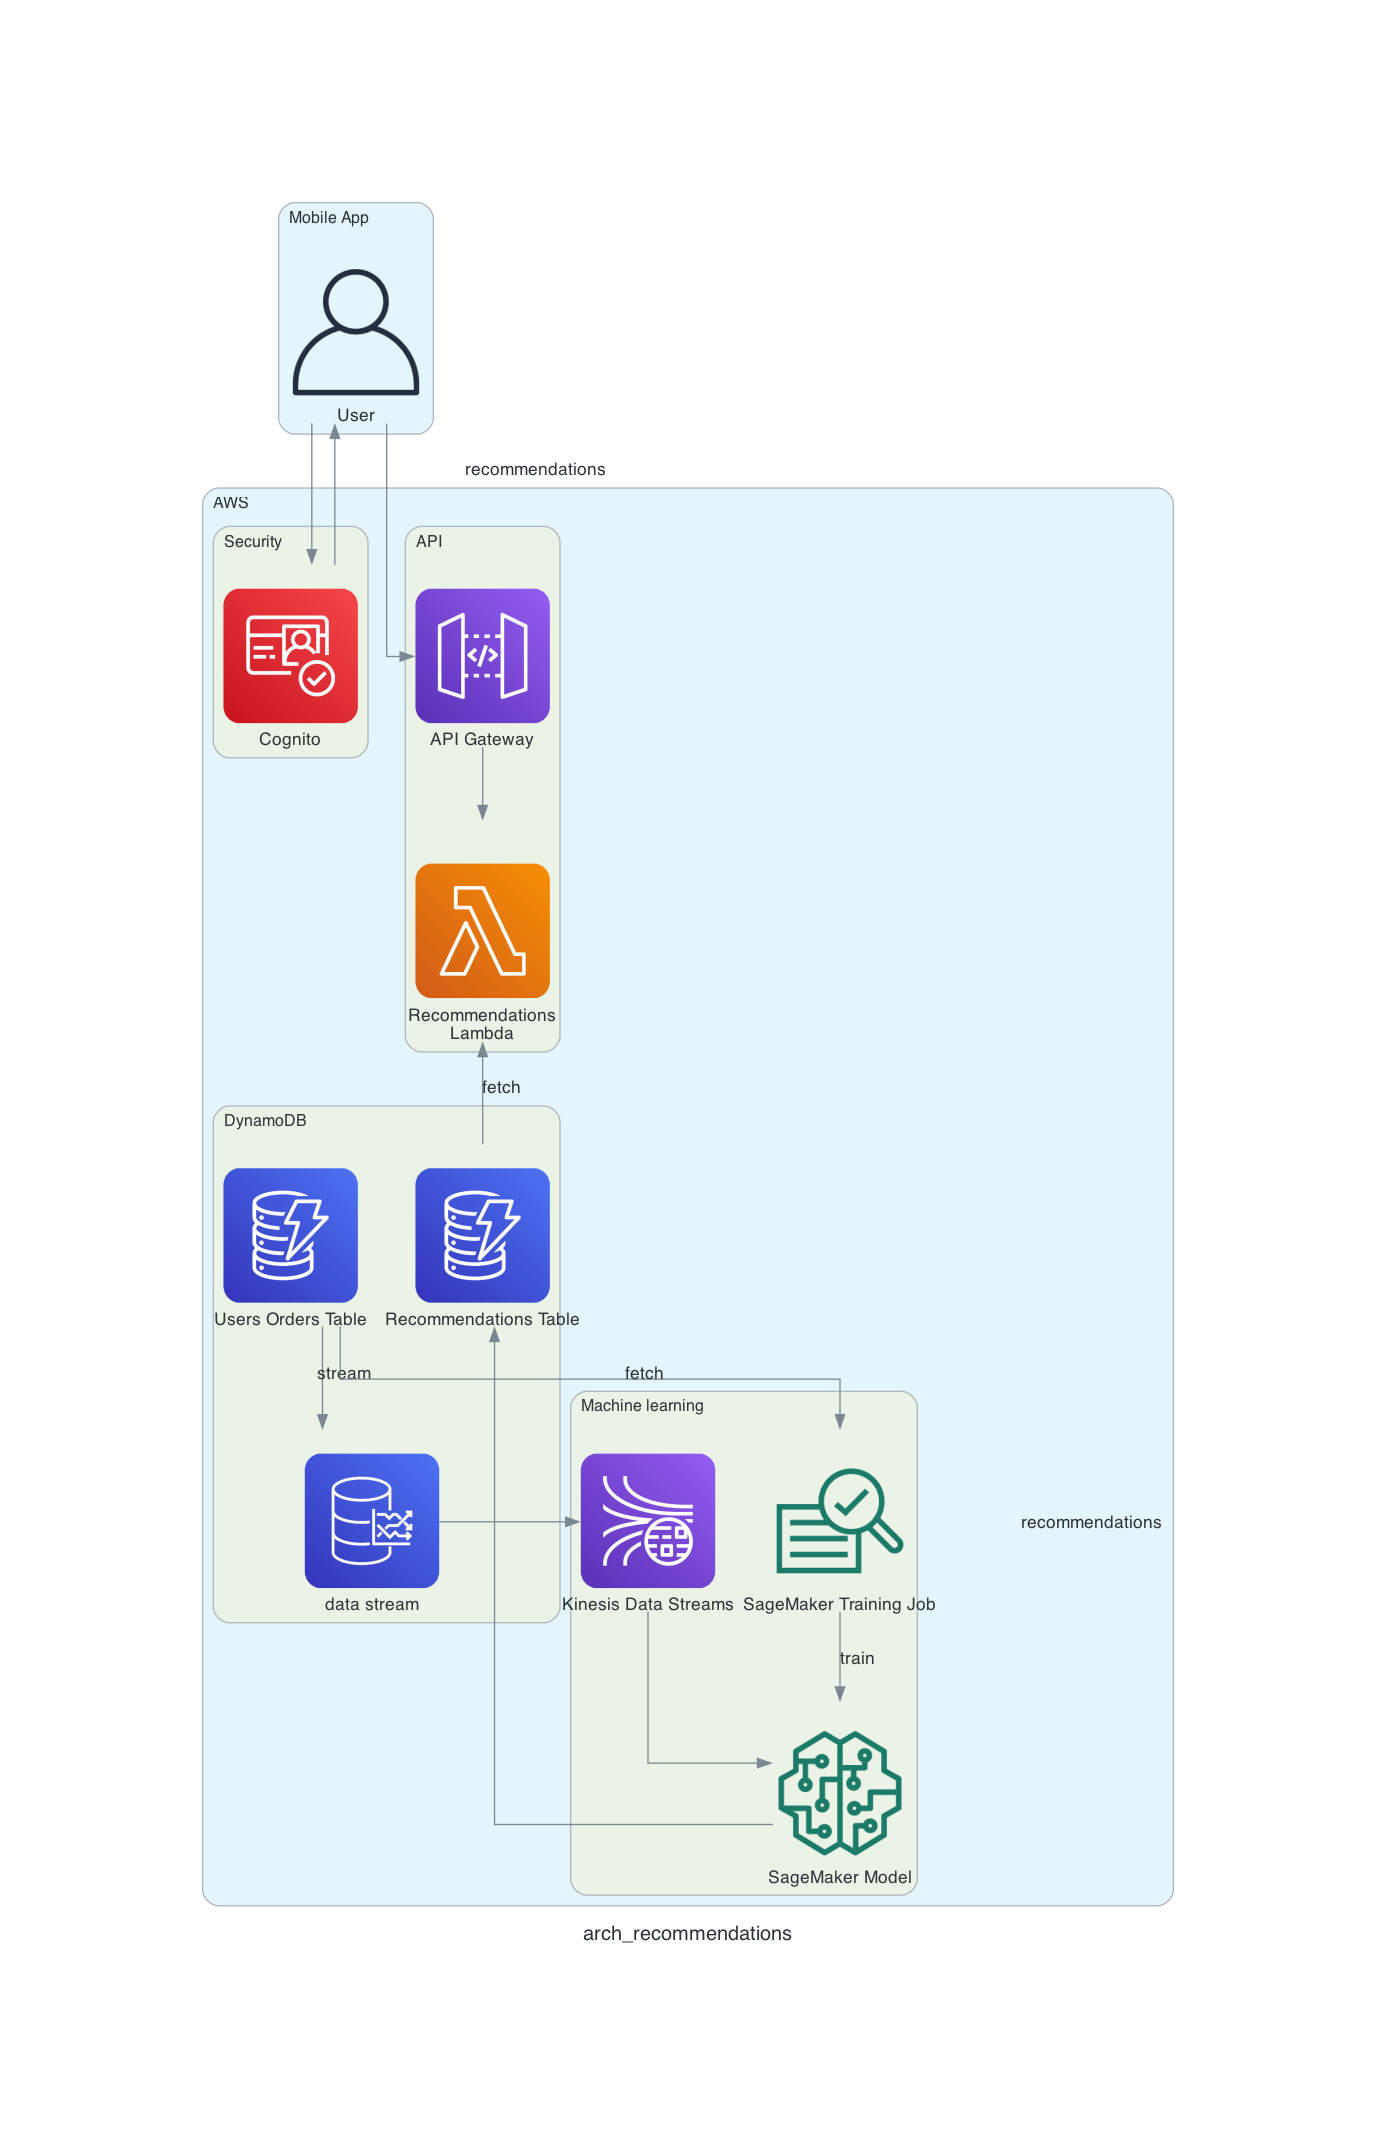 Mobile App
User
recommendations
AWS
Security
API
Cognito
API Gateway
Recommendations
Lambda
fetch
DynamoDB
Users Orders Table
Recommendations Table
stream
fetch
Machine learning
recommendations
data stream
Kinesis Data Streams
SageMaker Training Job
train
SageMaker Model
arch_recommendations